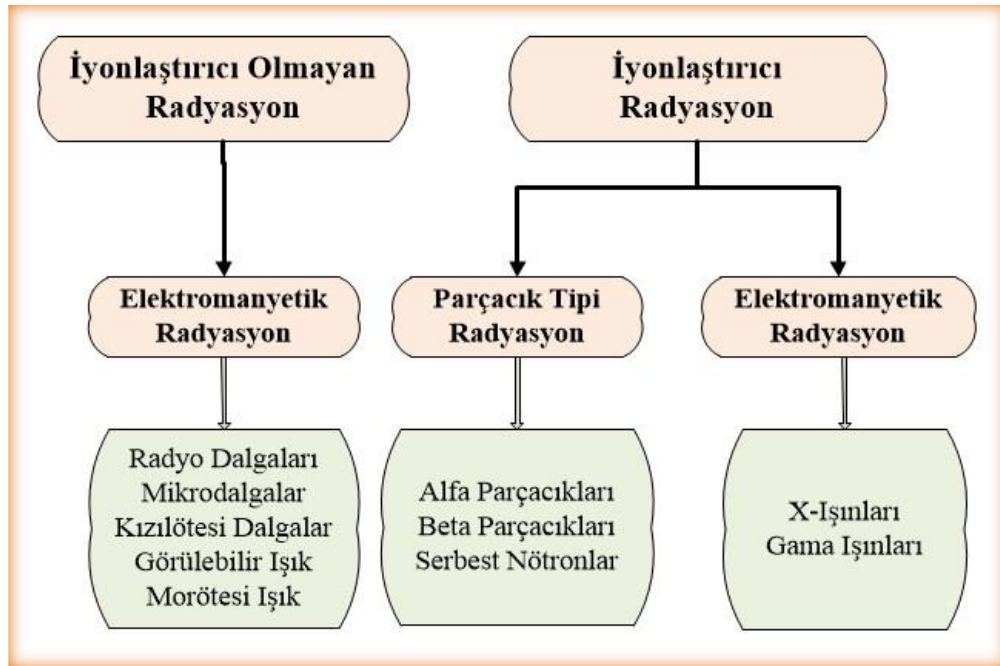 İyonlaştırıcı Olmayan
Radyasyon
İyonlaştırıcı
Radyasyon
Elektromanyetik
Radyasyon
Parçacık Tipi
Radyasyon
Elektromanyetik
Radyasyon
Radyo Dalgaları
Mikrodalgalar
Kızılötesi Dalgalar
Görülebilir Işık
Morötesi Işık
Alfa Parçacıkları
Beta Parçacıkları
Serbest Nötronlar
X-Işınları
Gama Işınları